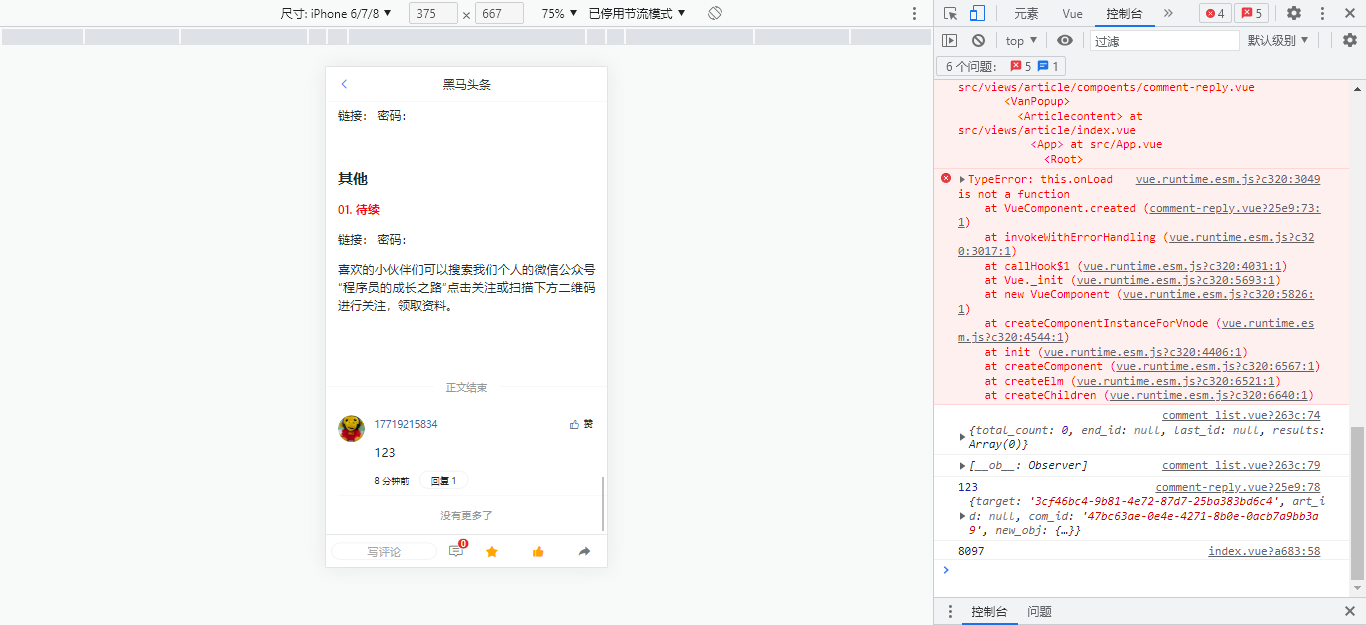 尺寸: iPhone 6/7/8 ▼ 375 × 667 75% ▼ 已停用节流模式 ▼
元素 Vue 控制台 » 4 5
top ▼ 过滤 默认级别 ▼
6 个问题： 5 1
黑马头条
链接： 密码：
其他
01. 待续
链接： 密码：
喜欢的小伙伴们可以搜索我们个人的微信公众号
“程序员的成长之路”点击关注或扫描下方二维码
进行关注，领取资料。
正文结束
17719215834 赞
123
8 分钟前 回复 1
没有更多了
写评论 0
src/views/article/compoents/comment-reply.vue
<VanPopup>
<Articlecontent> at
src/views/article/index.vue
<App> at src/App.vue
<Root>
TypeError: this.onLoad vue.runtime.esm.js?c320:3049
is not a function
at VueComponent.created (comment-reply.vue?25e9:73:
1)
at invokeWithErrorHandling (vue.runtime.esm.js?c32
0:3017:1)
at callHook$1 (vue.runtime.esm.js?c320:4031:1)
at Vue._init (vue.runtime.esm.js?c320:5693:1)
at new VueComponent (vue.runtime.esm.js?c320:5826:
1)
at createComponentInstanceForVnode (vue.runtime.es
m.js?c320:4544:1)
at init (vue.runtime.esm.js?c320:4406:1)
at createComponent (vue.runtime.esm.js?c320:6567:1)
at createElm (vue.runtime.esm.js?c320:6521:1)
at createChildren (vue.runtime.esm.js?c320:6640:1)
comment list.vue?263c:74
{total_count: 0, end_id: null, last_id: null, results:
Array(0)}
[__ob__: Observer] comment list.vue?263c:79
123 comment-reply.vue?25e9:78
{target: '3cf46bc4-9b81-4e72-87d7-25ba383bd6c4', art_i
d: null, com_id: '47bc63ae-0e4e-4271-8b0e-0acb7a9bb3a
9', new_obj: {…}}
8097 index.vue?a683:58
控制台 问题